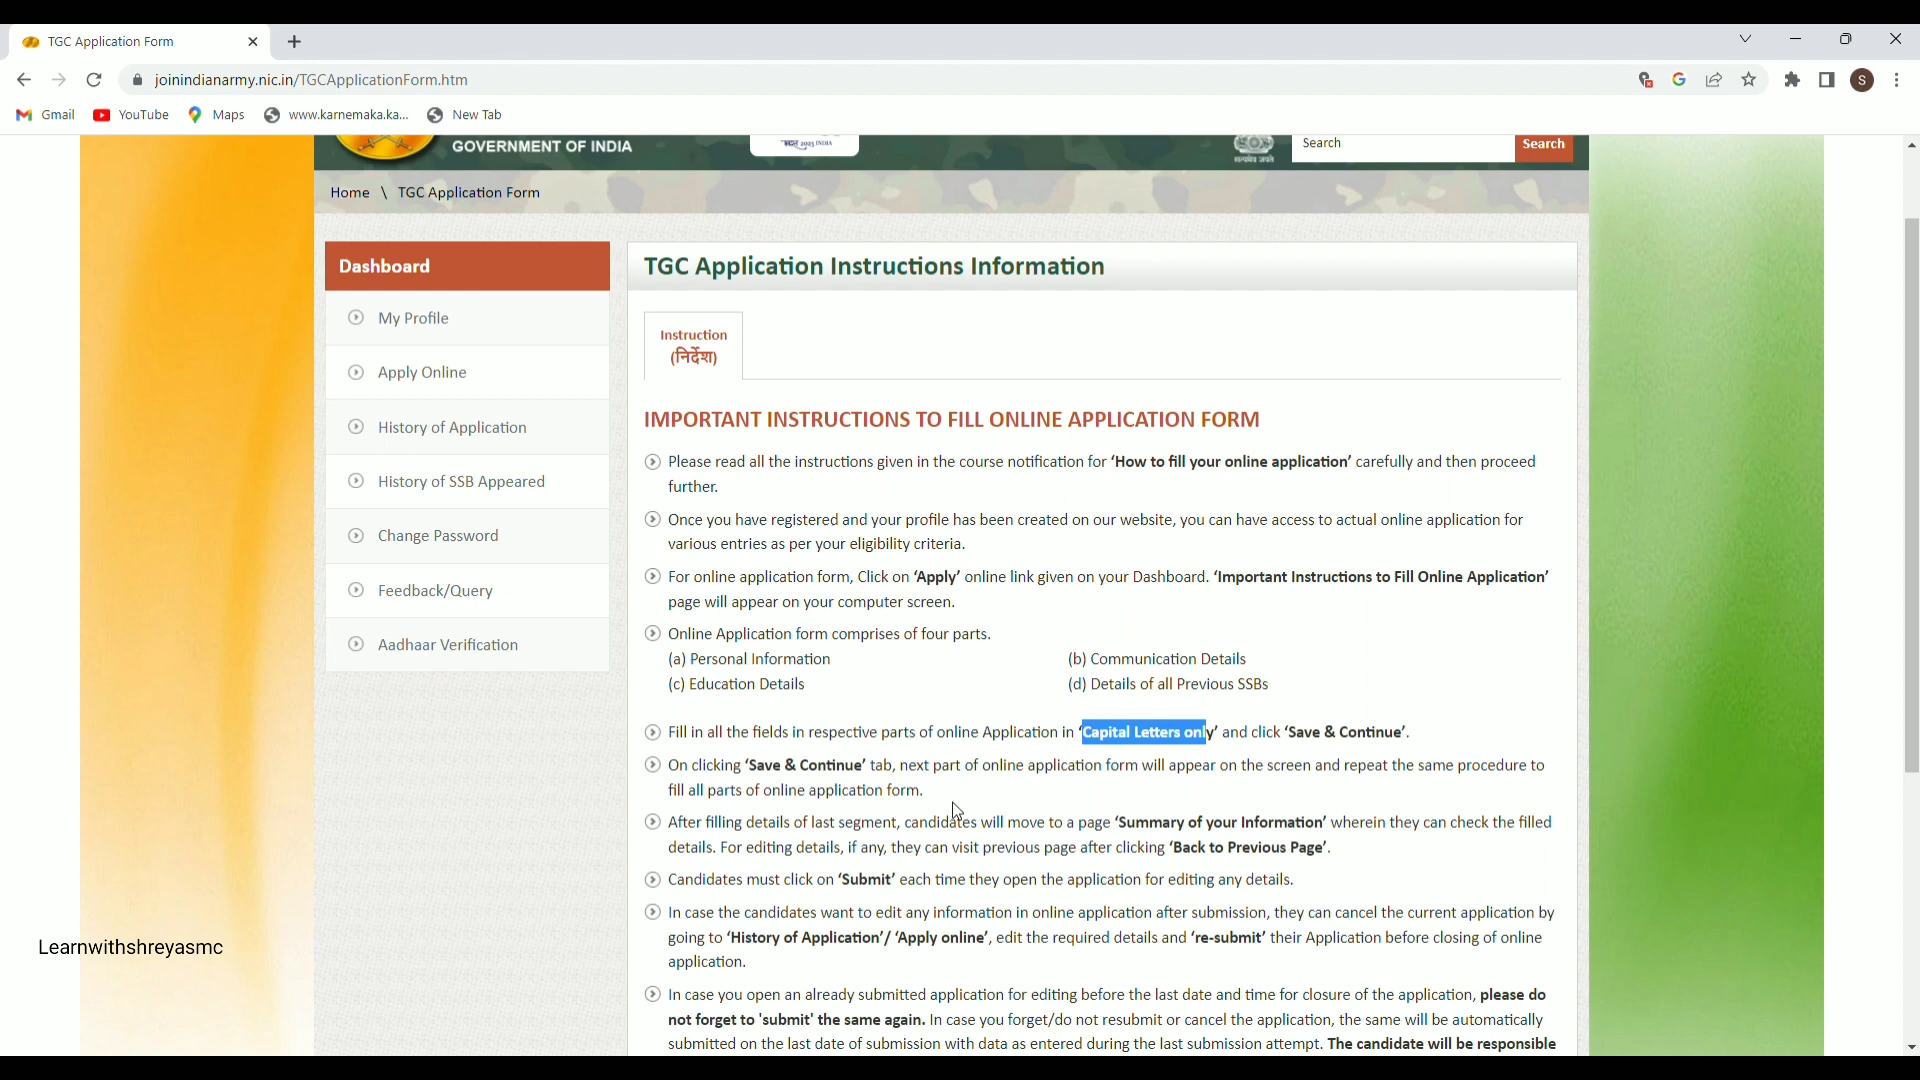 TGC Application Form
joinindianarmy.nic.in/TGCApplicationForm.htm
S
Gmail YouTube Maps www.karnemaka.ka... New Tab
GOVERNMENT OF INDIA
2023 INDIA
सत्यमेव जयते
Search Search
Home \ TGC Application Form
Dashboard
My Profile
Apply Online
History of Application
History of SSB Appeared
Change Password
Feedback/Query
Aadhaar Verification
TGC Application Instructions Information
Instruction
(निर्देश)
IMPORTANT INSTRUCTIONS TO FILL ONLINE APPLICATION FORM
Please read all the instructions given in the course notification for ‘How to fill your online application’ carefully and then proceed
further.
Once you have registered and your profile has been created on our website, you can have access to actual online application for
various entries as per your eligibility criteria.
For online application form, Click on ‘Apply’ online link given on your Dashboard. ‘Important Instructions to Fill Online Application’
page will appear on your computer screen.
Online Application form comprises of four parts.
(a) Personal Information (b) Communication Details
(c) Education Details (d) Details of all Previous SSBs
Fill in all the fields in respective parts of online Application in ‘Capital Letters only’ and click ‘Save & Continue’.
On clicking ‘Save & Continue’ tab, next part of online application form will appear on the screen and repeat the same procedure to
fill all parts of online application form.
After filling details of last segment, candidates will move to a page ‘Summary of your Information’ wherein they can check the filled
details. For editing details, if any, they can visit previous page after clicking ‘Back to Previous Page’.
Candidates must click on ‘Submit’ each time they open the application for editing any details.
In case the candidates want to edit any information in online application after submission, they can cancel the current application by
going to ‘History of Application’/ ‘Apply online’, edit the required details and ‘re-submit’ their Application before closing of online
application.
In case you open an already submitted application for editing before the last date and time for closure of the application, please do
not forget to 'submit' the same again. In case you forget/do not resubmit or cancel the application, the same will be automatically
submitted on the last date of submission with data as entered during the last submission attempt. The candidate will be responsible
Learnwithshreyasmc